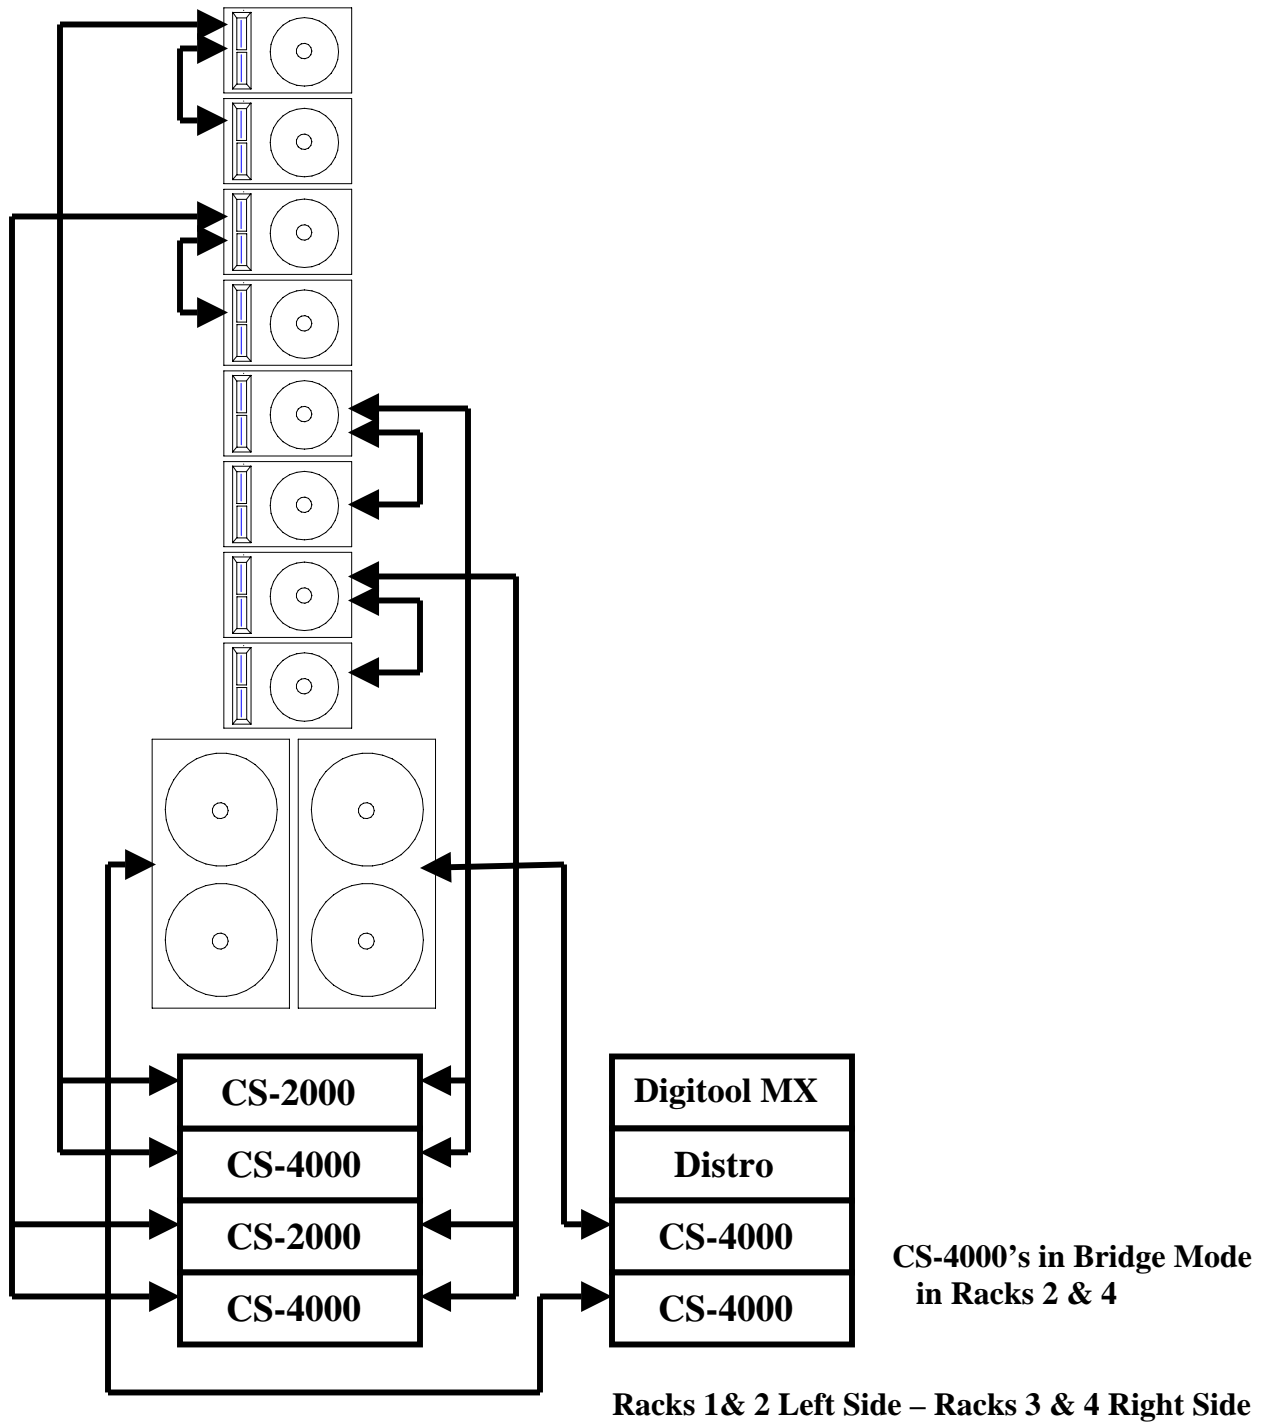 CS-2000
CS-4000
CS-2000
CS-4000
Digitool MX
Distro
CS-4000
CS-4000
CS-4000's in Bridge Mode
in Racks 2 & 4
Racks 1& 2 Left Side – Racks 3 & 4 Right Side